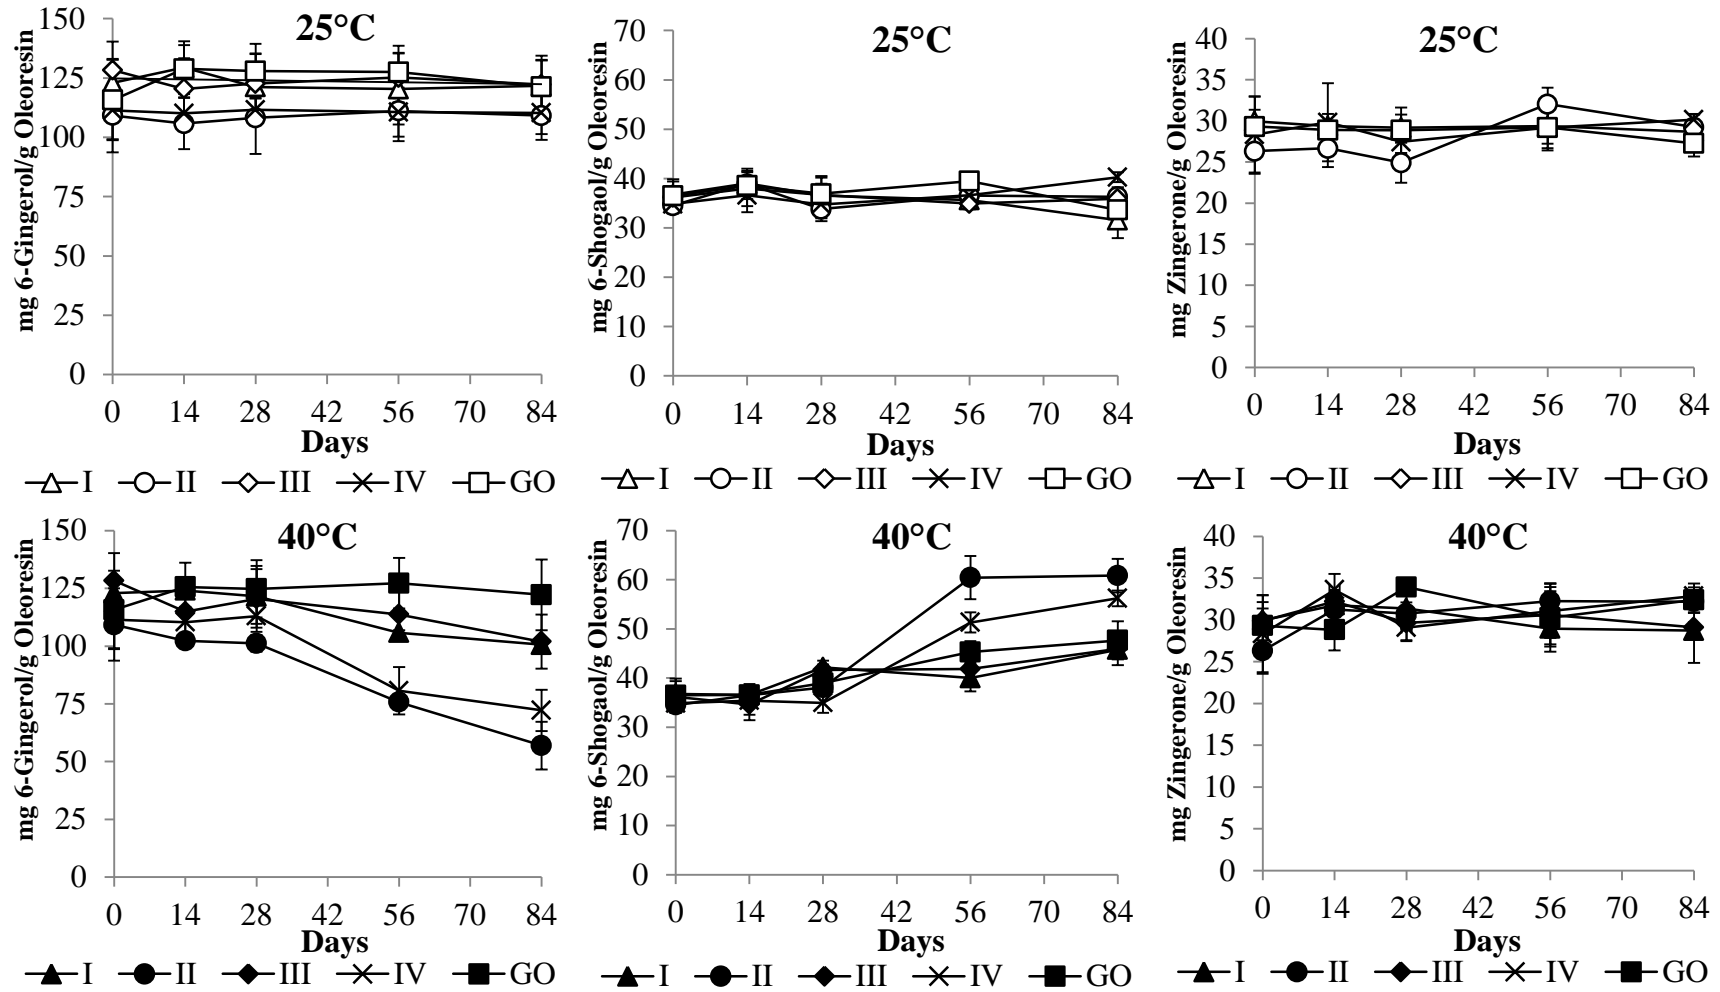 25°C
mg 6-Gingerol/g Oleoresin
150
125
100
75
50
25
0
0 14 28 42 56 70 84
Days
I II III IV GO
25°C
mg 6-Shogaol/g Oleoresin
70
60
50
40
30
20
10
0
0 14 28 42 56 70 84
Days
I II III IV GO
25°C
mg Zingerone/g Oleoresin
40
35
30
25
20
15
10
5
0
0 14 28 42 56 70 84
Days
I II III IV GO
40°C
mg 6-Gingerol/g Oleoresin
150
125
100
75
50
25
0
0 14 28 42 56 70 84
Days
I II III IV GO
40°C
mg 6-Shogaol/g Oleoresin
70
60
50
40
30
20
10
0
0 14 28 42 56 70 84
Days
I II III IV GO
40°C
mg Zingerone/g Oleoresin
40
35
30
25
20
15
10
5
0
0 14 28 42 56 70 84
Days
I II III IV GO